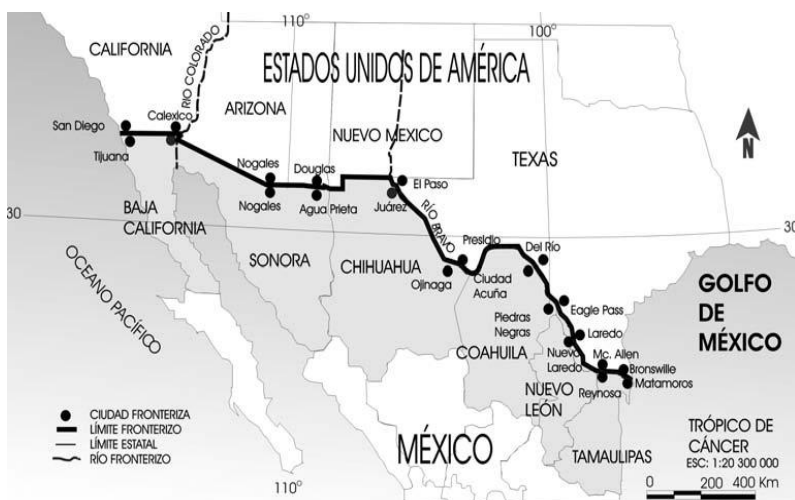 110°
100°
CALIFORNIA
RIO COLORADO
ESTADOS UNIDOS DE AMÉRICA
ARIZONA
NUEVO MEXICO
TEXAS
N
San Diego
Calexico
Tijuana
Nogales
Douglas
El Paso
Nogales
Agua Prieta
Juárez
RÍO BRAVO
30
30
BAJA
CALIFORNIA
SONORA
CHIHUAHUA
Presidio
Del Río
Ojinaga
Ciudad
Acuña
OCEANO PACÍFICO
GOLFO
DE
MÉXICO
Piedras
Negras
Eagle Pass
Laredo
COAHUILA
Nuevo
Laredo
Mc. Allen
Bronsville
Reynosa
Matamoros
NUEVO
LEÓN
TAMAULIPAS
MÉXICO
CIUDAD FRONTERIZA
LÍMITE FRONTERIZO
LÍMITE ESTATAL
RÍO FRONTERIZO
110°
TRÓPICO DE
CÁNCER
ESC: 1:20 300 000
0 200 400 Km